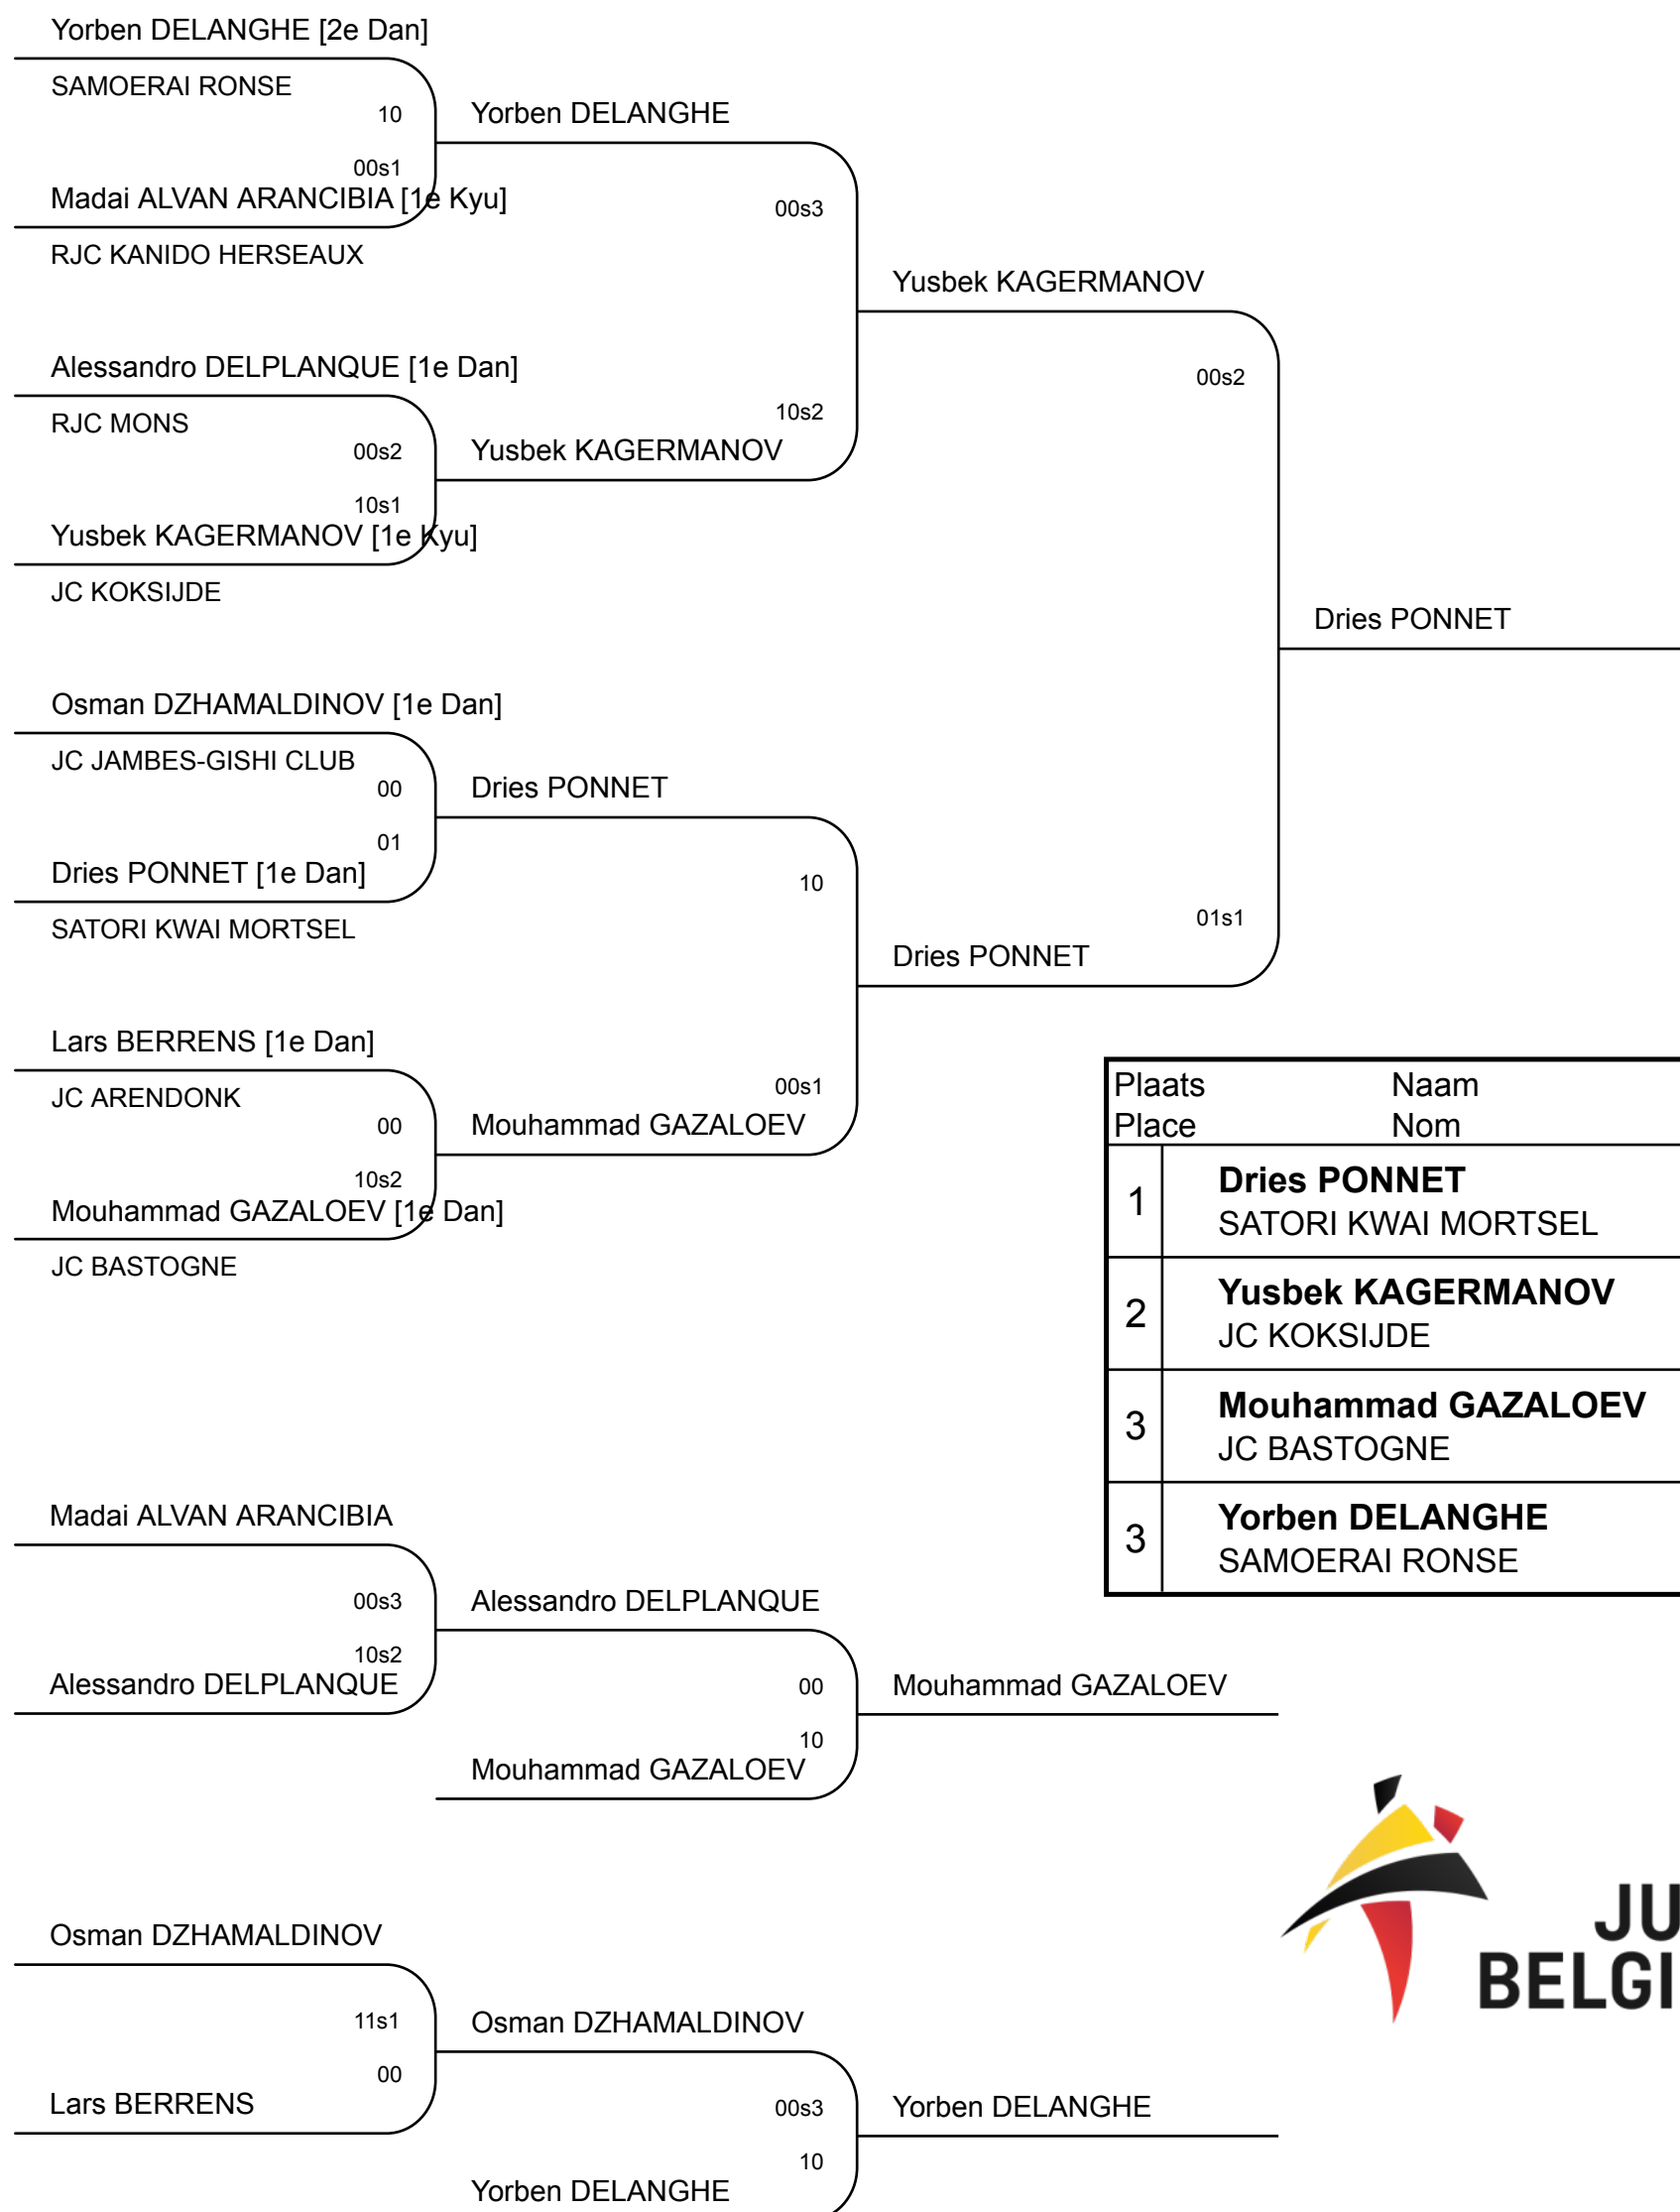 Yorben DELANGHE [2e Dan]
SAMOERAI RONSE
10
Yorben DELANGHE
00s1
Madai ALVAN ARANCIBIA [1e Kyu]
00s3
RJC KANIDO HERSEAUX
Yusbek KAGERMANOV
Alessandro DELPLANQUE [1e Dan]
00s2
RJC MONS
10s2
00s2
Yusbek KAGERMANOV
10s1
Yusbek KAGERMANOV [1e Kyu]
JC KOKSIJDE
Dries PONNET
Osman DZHAMALDINOV [1e Dan]
JC JAMBES-GISHI CLUB
00
Dries PONNET
01
Dries PONNET [1e Dan]
10
SATORI KWAI MORTSEL
01s1
Dries PONNET
Lars BERRENS [1e Dan]
JC ARENDONK
00s1
00
Mouhammad GAZALOEV
10s2
Mouhammad GAZALOEV [1e Dan]
JC BASTOGNE
Plaats Naam
Place Nom
1 Dries PONNET
SATORI KWAI MORTSEL
2 Yusbek KAGERMANOV
JC KOKSIJDE
3 Mouhammad GAZALOEV
JC BASTOGNE
3 Yorben DELANGHE
SAMOERAI RONSE
Madai ALVAN ARANCIBIA
00s3
Alessandro DELPLANQUE
10s2
Alessandro DELPLANQUE
00
Mouhammad GAZALOEV
10
Mouhammad GAZALOEV
Osman DZHAMALDINOV
11s1
Osman DZHAMALDINOV
00
Lars BERRENS
00s3
Yorben DELANGHE
10
Yorben DELANGHE
JU
BELGI